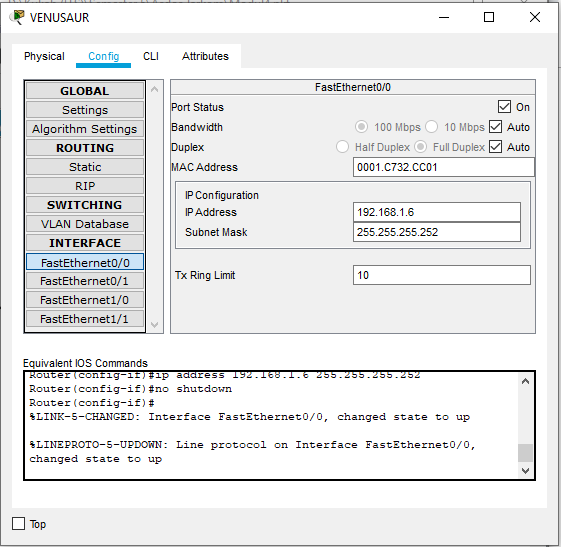 VENUSAUR
Physical Config CLI Attributes
GLOBAL
Settings
Algorithm Settings
ROUTING
Static
RIP
SWITCHING
VLAN Database
INTERFACE
FastEthernet0/0
FastEthernet0/1
FastEthernet1/0
FastEthernet1/1
FastEthernet0/0
Port Status On
Bandwidth 100 Mbps 10 Mbps Auto
Duplex Half Duplex Full Duplex Auto
MAC Address 0001.C732.CC01
IP Configuration
IP Address 192.168.1.6
Subnet Mask 255.255.255.252
Tx Ring Limit 10
Equivalent IOS Commands
Router(config-if)#ip address 192.168.1.6 255.255.255.252
Router(config-if)#no shutdown
Router(config-if)#
%LINK-5-CHANGED: Interface FastEthernet0/0, changed state to up
%LINEPROTO-5-UPDOWN: Line protocol on Interface FastEthernet0/0,
changed state to up
Top